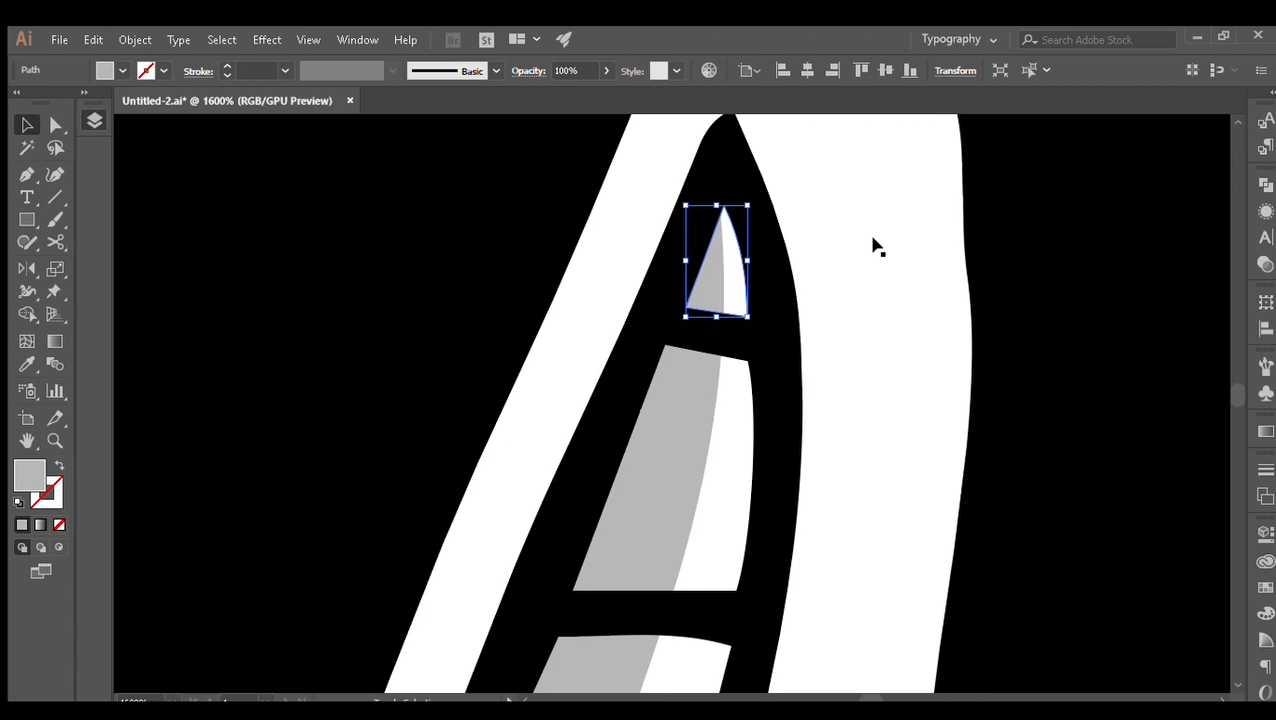 Ai File Edit Object Type Select Effect View Window Help Br St Typography Search Adobe Stock
Path Stroke: Basic Opacity: 100% Style: Transform
Untitled-2.ai* @ 1600% (RGB/GPU Preview)